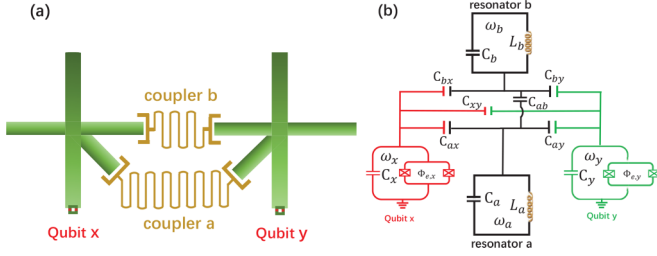 (a)
coupler b
coupler a
Qubit x
Qubit y
(b)
resonator b
ω_b
L_b
C_b
C_bx
C_by
C_xy
C_ab
C_ax
C_ay
ω_x
C_x
Φ_e,x
Qubit x
ω_y
C_y
Φ_e,y
Qubit y
C_a
L_a
ω_a
resonator a